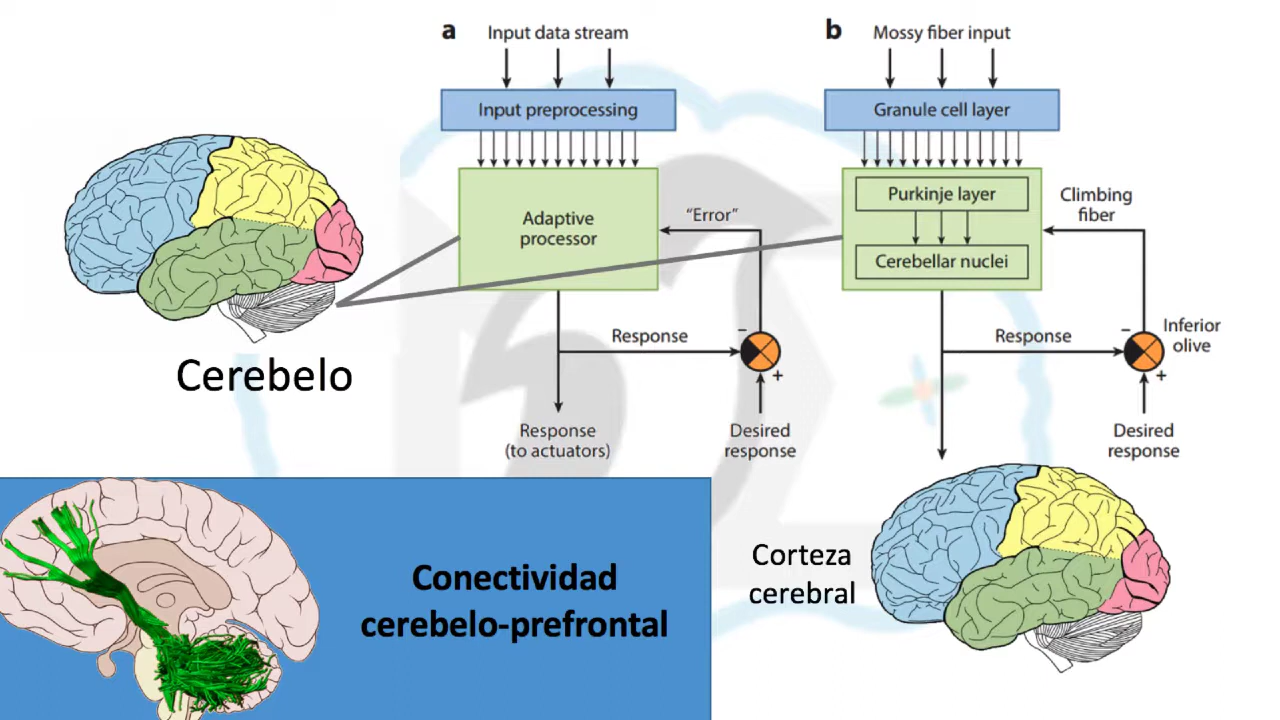 a
Input data stream
Input preprocessing
Adaptive
processor
"Error"
Response
−
+
Response
(to actuators)
Desired
response
b
Mossy fiber input
Granule cell layer
Purkinje layer
Cerebellar nuclei
Climbing
fiber
Response
−
+
Inferior
olive
Desired
response
Cerebelo
Conectividad
cerebelo-prefrontal
Corteza
cerebral